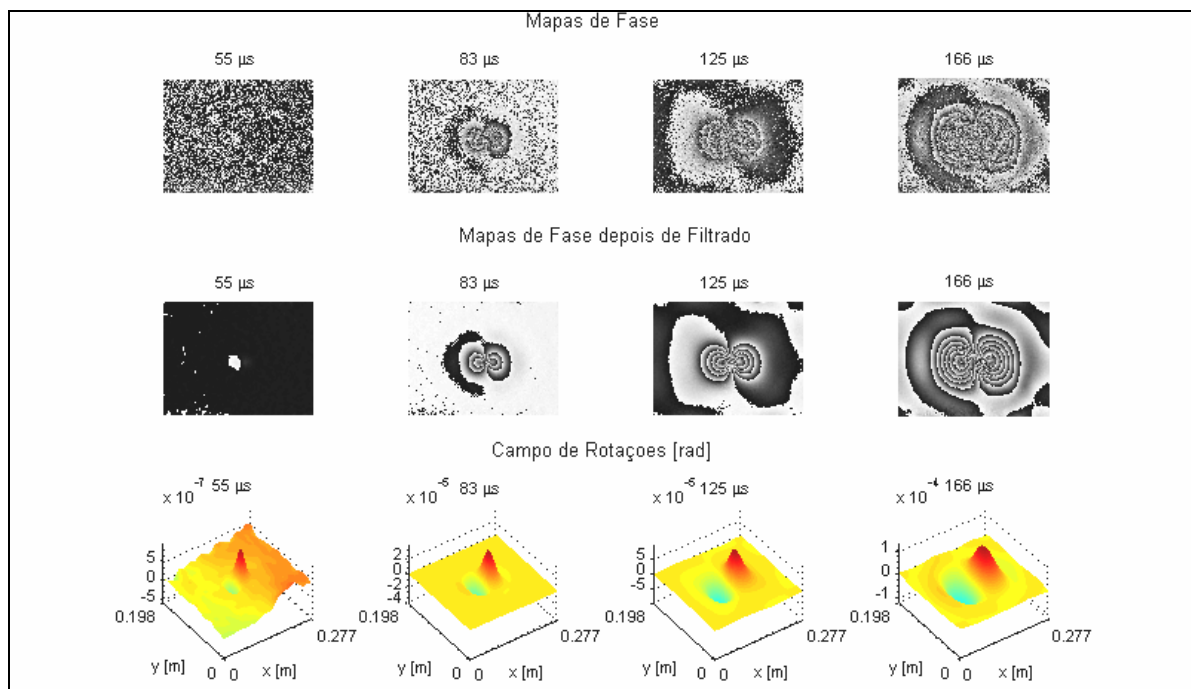 Mapas de Fase
55 µs 83 µs 125 µs 166 µs
Mapas de Fase depois de Filtrado
55 µs 83 µs 125 µs 166 µs
Campo de Rotaçoes [rad]
x 10⁻⁷ 55 µs x 10⁻⁵ 83 µs x 10⁻⁵ 125 µs x 10⁻⁴ 166 µs
5 2 5 1
0 0 0 0
-5 -2 -5 -1
-4
0.198 0.198 0.198 0.198
0.277 0.277 0.277 0.277
y [m] 0 0 x [m] y [m] 0 0 x [m] y [m] 0 0 x [m] y [m] 0 0 x [m]